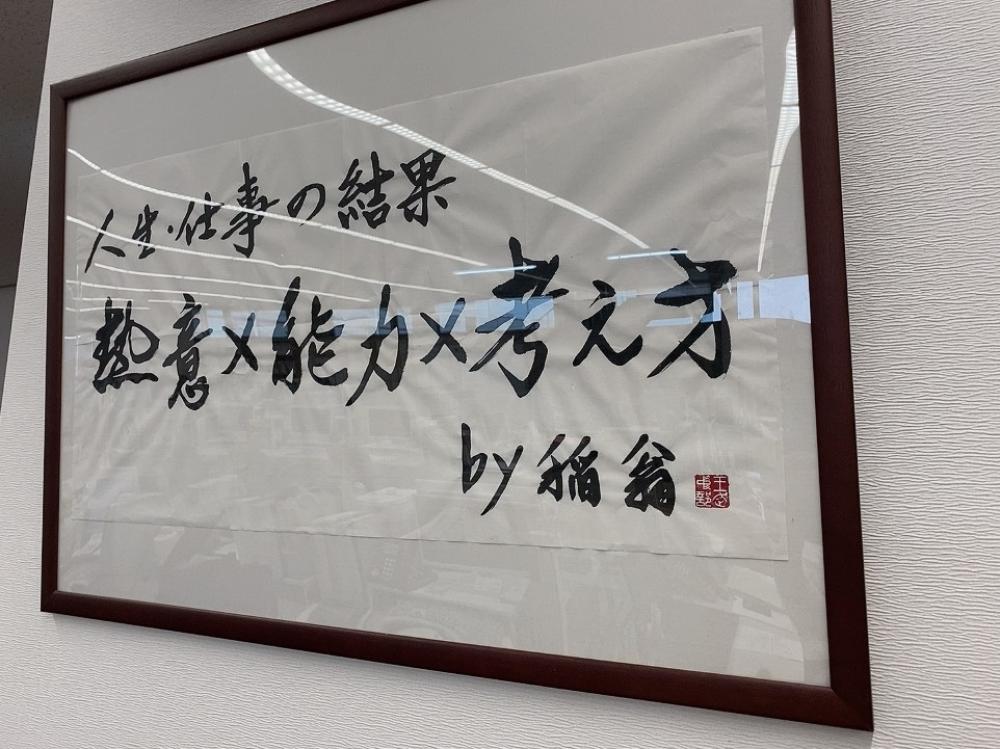 人生・仕事の結果
熱意×能力×考え方
by 稲翁